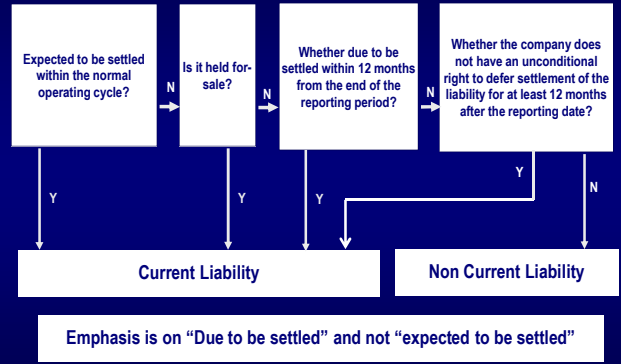 Expected to be settled
within the normal
operating cycle?
N
Is it held for-
sale?
N
Whether due to be
settled within 12 months
from the end of the
reporting period?
N
Whether the company does
not have an unconditional
right to defer settlement of the
liability for at least 12 months
after the reporting date?
Y
Y
Y
Y
N
Current Liability
Non Current Liability
Emphasis is on “Due to be settled” and not “expected to be settled”